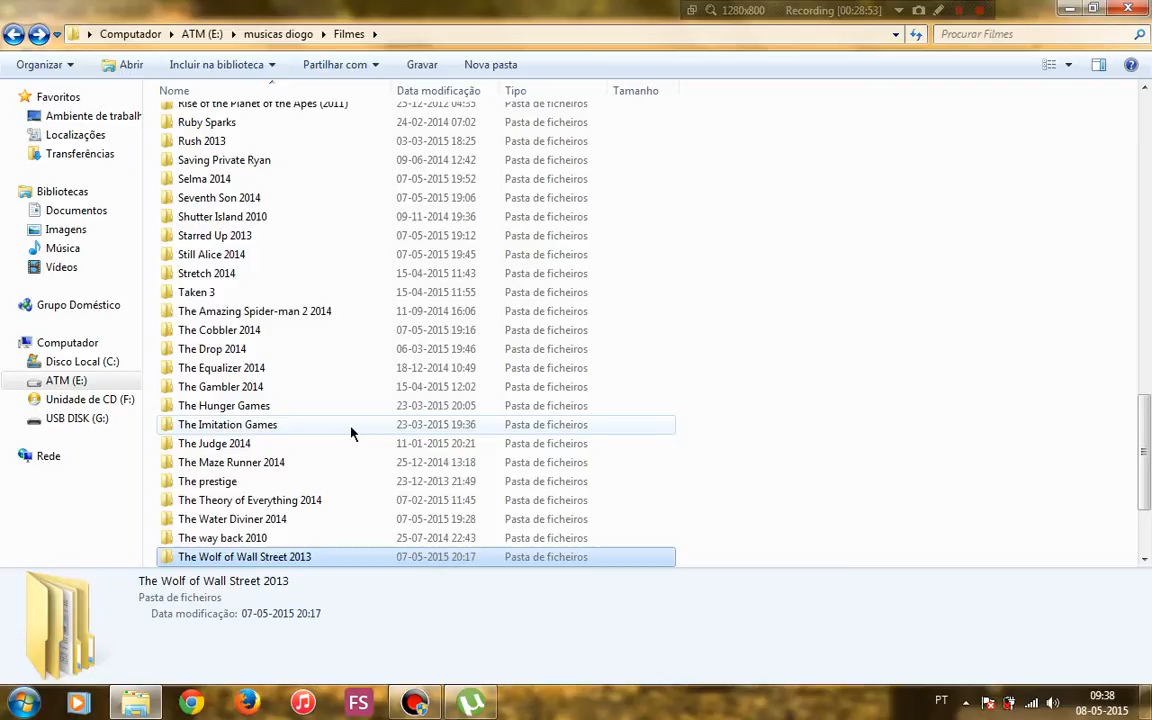 1280x800 Recording [00:28:53]
Computador ATM (E:) musicas diogo Filmes
Procurar Filmes
Organizar Abrir Incluir na biblioteca Partilhar com Gravar Nova pasta
Nome Data modificação Tipo Tamanho
Favoritos
Ambiente de trabalh
Localizações
Transferências
Bibliotecas
Documentos
Imagens
Música
Vídeos
Grupo Doméstico
Computador
Disco Local (C:)
ATM (E:)
Unidade de CD (F:)
USB DISK (G:)
Rede
Rise of the Planet of the Apes (2011) 25-12-2012 04:55 Pasta de ficheiros
Ruby Sparks 24-02-2014 07:02 Pasta de ficheiros
Rush 2013 03-03-2015 18:25 Pasta de ficheiros
Saving Private Ryan 09-06-2014 12:42 Pasta de ficheiros
Selma 2014 07-05-2015 19:52 Pasta de ficheiros
Seventh Son 2014 07-05-2015 19:06 Pasta de ficheiros
Shutter Island 2010 09-11-2014 19:36 Pasta de ficheiros
Starred Up 2013 07-05-2015 19:12 Pasta de ficheiros
Still Alice 2014 07-05-2015 19:45 Pasta de ficheiros
Stretch 2014 15-04-2015 11:43 Pasta de ficheiros
Taken 3 15-04-2015 11:55 Pasta de ficheiros
The Amazing Spider-man 2 2014 11-09-2014 16:06 Pasta de ficheiros
The Cobbler 2014 07-05-2015 19:16 Pasta de ficheiros
The Drop 2014 06-03-2015 19:46 Pasta de ficheiros
The Equalizer 2014 18-12-2014 10:49 Pasta de ficheiros
The Gambler 2014 15-04-2015 12:02 Pasta de ficheiros
The Hunger Games 23-03-2015 20:05 Pasta de ficheiros
The Imitation Games 23-03-2015 19:36 Pasta de ficheiros
The Judge 2014 11-01-2015 20:21 Pasta de ficheiros
The Maze Runner 2014 25-12-2014 13:18 Pasta de ficheiros
The prestige 23-12-2013 21:49 Pasta de ficheiros
The Theory of Everything 2014 07-02-2015 11:45 Pasta de ficheiros
The Water Diviner 2014 07-05-2015 19:28 Pasta de ficheiros
The way back 2010 25-07-2014 22:43 Pasta de ficheiros
The Wolf of Wall Street 2013 07-05-2015 20:17 Pasta de ficheiros
The Wolf of Wall Street 2013
Pasta de ficheiros
Data modificação: 07-05-2015 20:17
FS
PT
09:38
08-05-2015